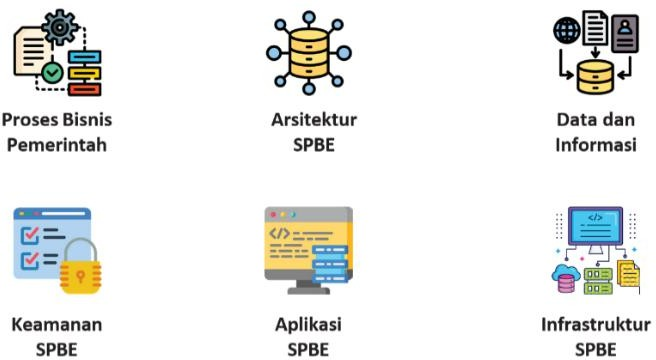 Proses Bisnis
Pemerintah
Arsitektur
SPBE
Data dan
Informasi
</>
</>
Keamanan
SPBE
Aplikasi
SPBE
Infrastruktur
SPBE